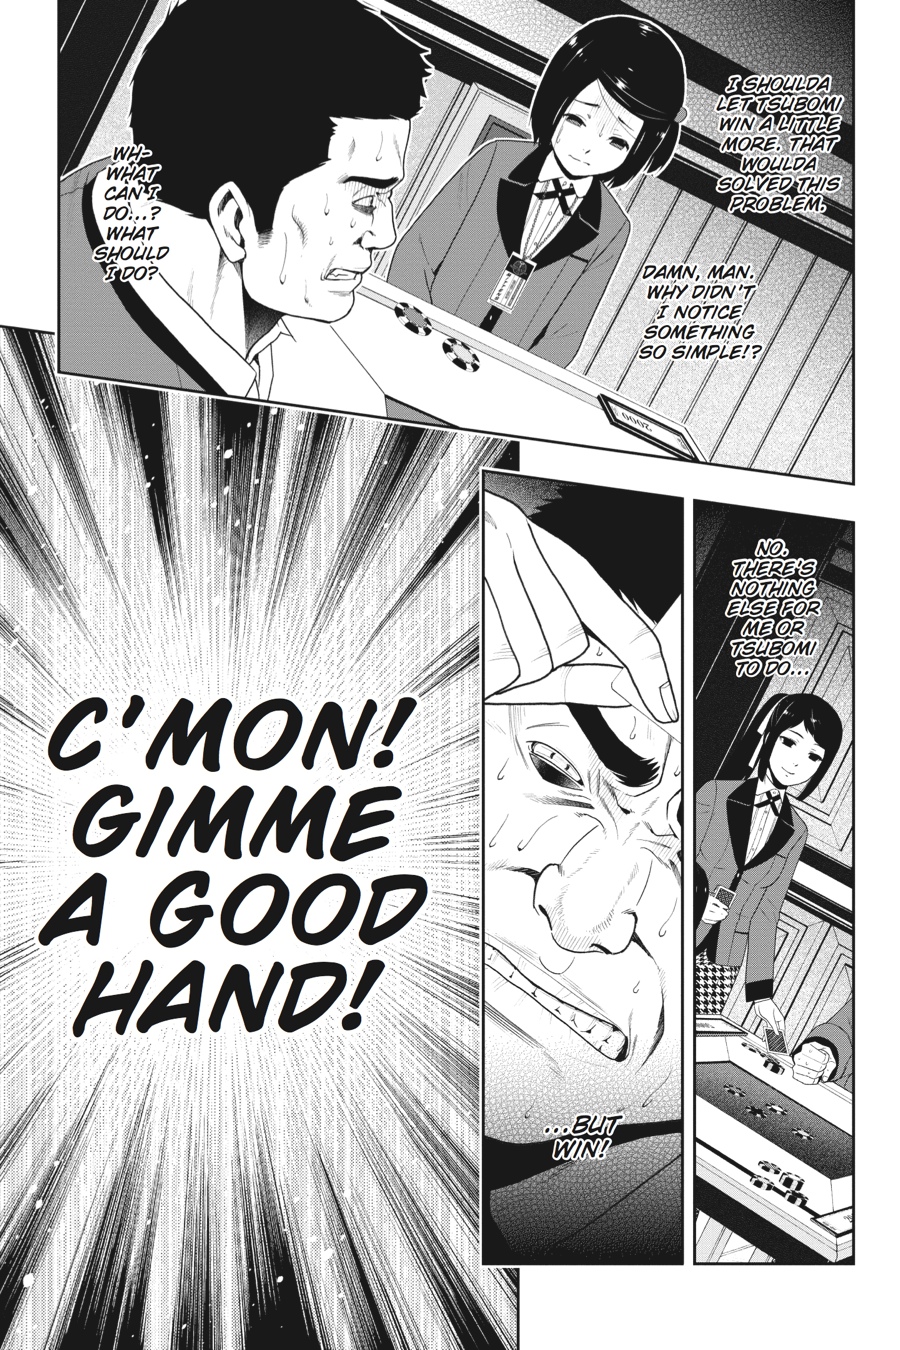 I SHOULDA
LET TSUBOMI
WIN A LITTLE
MORE. THAT
WOULDA
SOLVED THIS
PROBLEM.
DAMN, MAN.
WHY DIDN'T
I NOTICE
SOMETHING
SO SIMPLE!?
WH-
WHAT
CAN I
DO...?
WHAT
SHOULD
I DO?
2000
NO.
THERE'S
NOTHING
ELSE FOR
ME OR
TSUBOMI
TO DO...
...BUT
WIN!
C'MON!
GIMME
A GOOD
HAND!